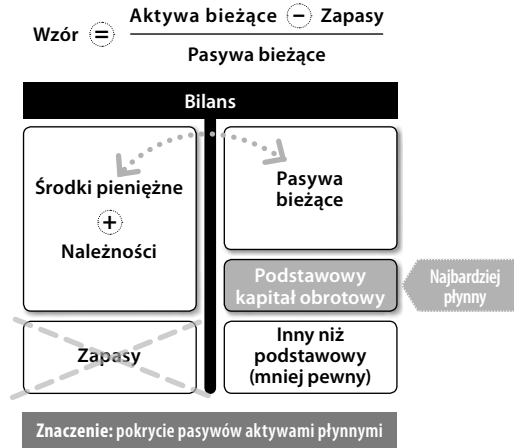 Wzór = Aktywa bieżące − Zapasy
Pasywa bieżące
Bilans
Środki pieniężne
+
Należności
Pasywa
bieżące
Podstawowy
kapitał obrotowy
Najbardziej
płynny
Zapasy
Inny niż
podstawowy
(mniej pewny)
Znaczenie: pokrycie pasywów aktywami płynnymi